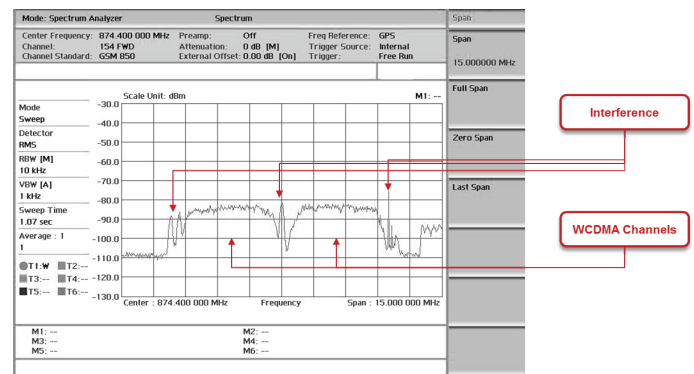 Mode: Spectrum Analyzer Spectrum Span
Center Frequency: 874.400 000 MHz Preamp: Off Freq Reference: GPS
Channel: 154 FWD Attenuation: 0 dB [M] Trigger Source: Internal
Channel Standard: GSM 850 External Offset: 0.00 dB [On] Trigger: Free Run
Span
15.000000 MHz
Full Span
Zero Span
Last Span
Scale Unit: dBm M1: --
Mode
Sweep
Detector
RMS
RBW [M]
10 kHz
VBW [A]
1 kHz
Sweep Time
1.07 sec
Average : 1
1
T1:W T2:--
T3:-- T4:--
T5:-- T6:--
-30.0
-40.0
-50.0
-60.0
-70.0
-80.0
-90.0
-100.0
-110.0
-130.0
Center : 874.400 000 MHz Frequency Span : 15.000 000 MHz
M1: -- M2: --
M3: -- M4: --
M5: -- M6: --
Interference
WCDMA Channels